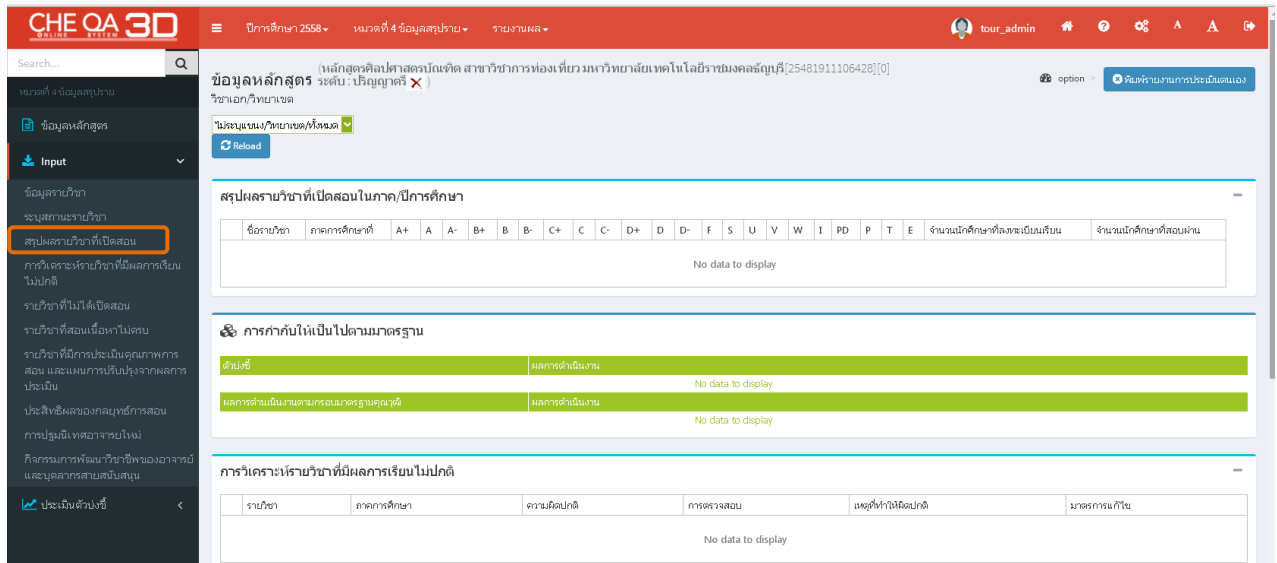 CHE QA 3D
ONLINE SYSTEM
ปีการศึกษา 2558
หมวดที่ 4 ข้อมูลสรุปราย
รายงานผล
tour_admin
A
A
Search...
หมวดที่ 4 ข้อมูลสรุปราย
ข้อมูลหลักสูตร
Input
ข้อมูลรายวิชา
ระบุสถานะรายวิชา
สรุปผลรายวิชาที่เปิดสอน
การวิเคราะห์รายวิชาที่มีผลการเรียน
ไม่ปกติ
รายวิชาที่ไม่ได้เปิดสอน
รายวิชาที่สอนเนื้อหาไม่ครบ
รายวิชาที่มีการประเมินคุณภาพการ
สอน และแผนการปรับปรุงจากผลการ
ประเมิน
ประสิทธิผลของกลยุทธ์การสอน
การปฐมนิเทศอาจารย์ใหม่
กิจกรรมการพัฒนาวิชาชีพของอาจารย์
และบุคลากรสายสนับสนุน
ประเมินตัวบ่งชี้
ข้อมูลหลักสูตร (หลักสูตรศิลปศาสตรบัณฑิต สาขาวิชาการท่องเที่ยว มหาวิทยาลัยเทคโนโลยีราชมงคลธัญบุรี[25481911106428][0]
ระดับ : ปริญญาตรี )
วิชาเอก/วิทยาเขต
option
พิมพ์รายงานการประเมินตนเอง
ไม่ระบุแขนง/วิทยาเขต/ทั้งหมด
Reload
สรุปผลรายวิชาที่เปิดสอนในภาค/ปีการศึกษา
ชื่อรายวิชา ภาคการศึกษาที่ A+ A A- B+ B B- C+ C C- D+ D D- F S U V W I PD P T E จำนวนนักศึกษาที่ลงทะเบียนเรียน จำนวนนักศึกษาที่สอบผ่าน
No data to display
การกำกับให้เป็นไปตามมาตรฐาน
ตัวบ่งชี้ ผลการดำเนินงาน
No data to display
ผลการดำเนินงานตามกรอบมาตรฐานคุณวุฒิ ผลการดำเนินงาน
No data to display
การวิเคราะห์รายวิชาที่มีผลการเรียนไม่ปกติ
รายวิชา ภาคการศึกษา ความผิดปกติ การตรวจสอบ เหตุที่ทำให้ผิดปกติ มาตรการแก้ไข
No data to display